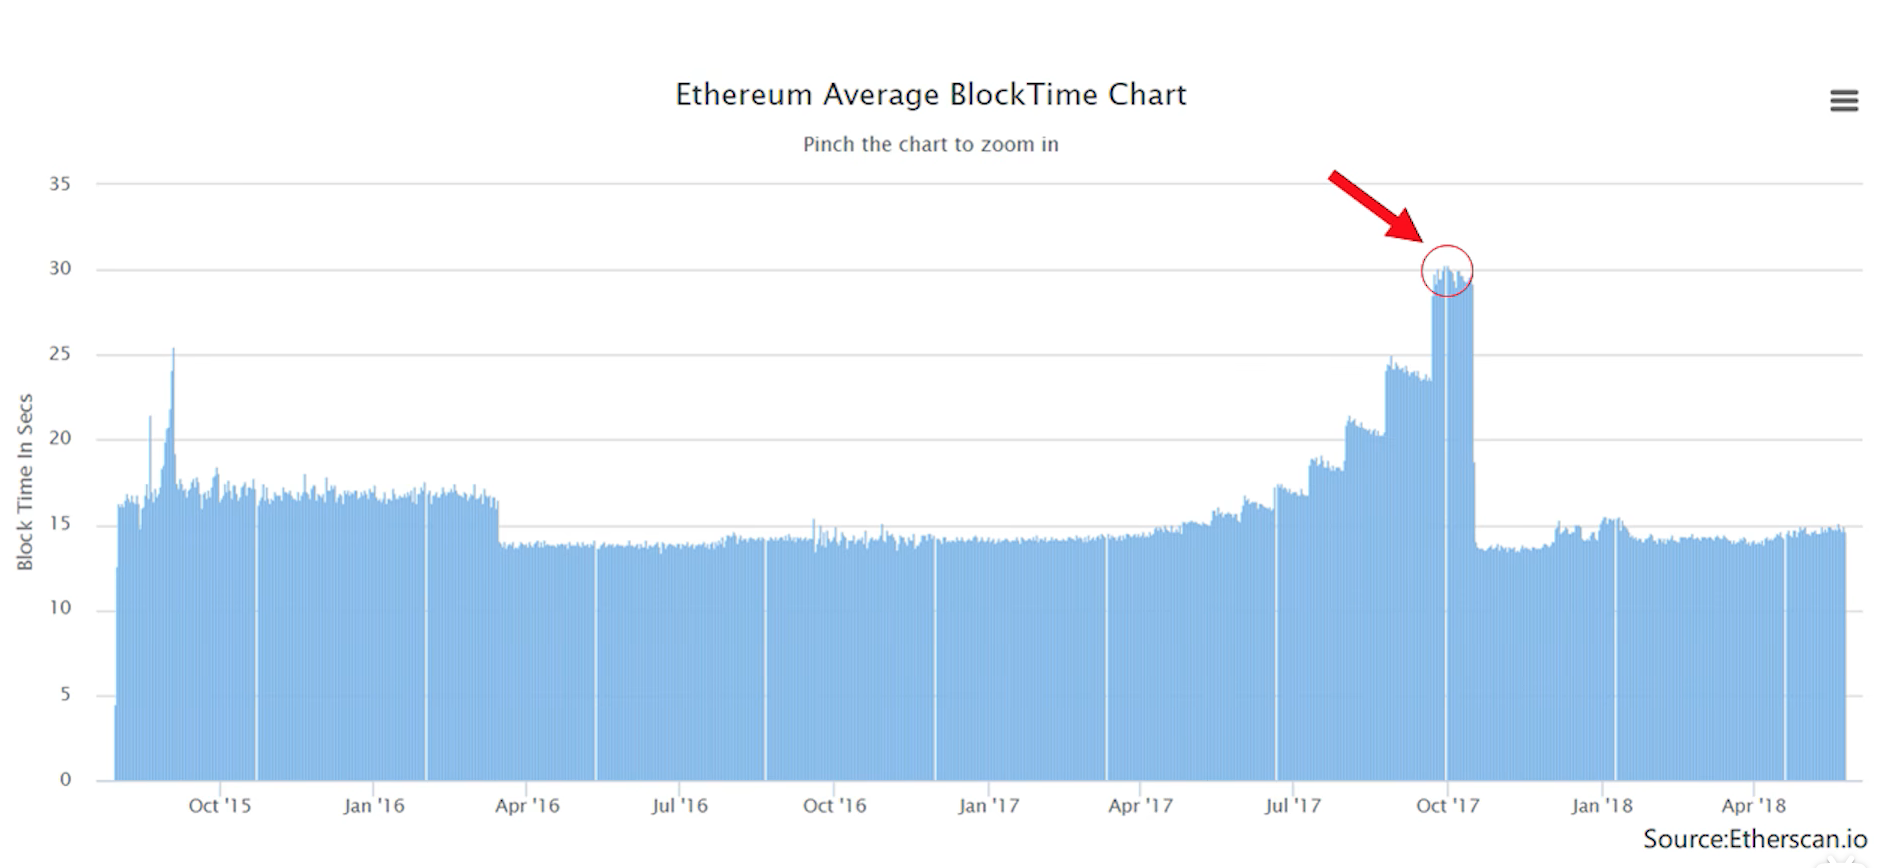 Ethereum Average BlockTime Chart
Pinch the chart to zoom in
35
30
25
20
15
10
5
0
Block Time In Secs
Oct '15
Jan '16
Apr '16
Jul '16
Oct '16
Jan '17
Apr '17
Jul '17
Oct '17
Jan '18
Apr '18
Source:Etherscan.io